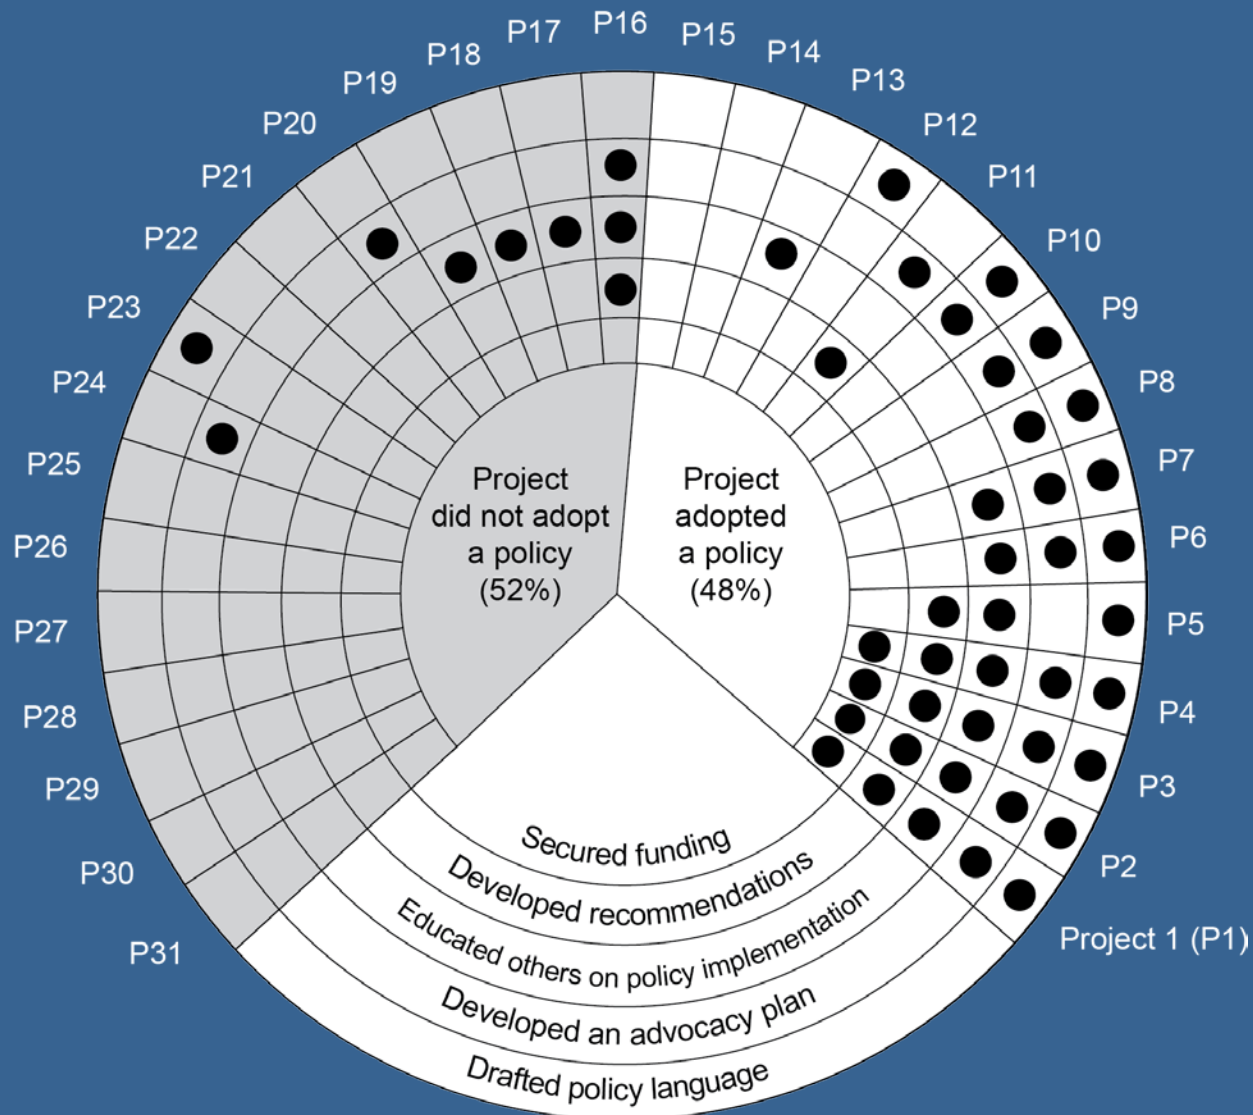 P16
P17
P15
P18
P14
P19
P13
P20
P12
P21
P11
P22
P10
P23
P9
P24
P8
P25
P7
P26
P6
P27
P5
P28
P4
P29
P3
P30
P2
P31
Project 1 (P1)
Project
did not adopt
a policy
(52%)
Project
adopted
a policy
(48%)
Secured funding
Developed recommendations
Educated others on policy implementation
Developed an advocacy plan
Drafted policy language